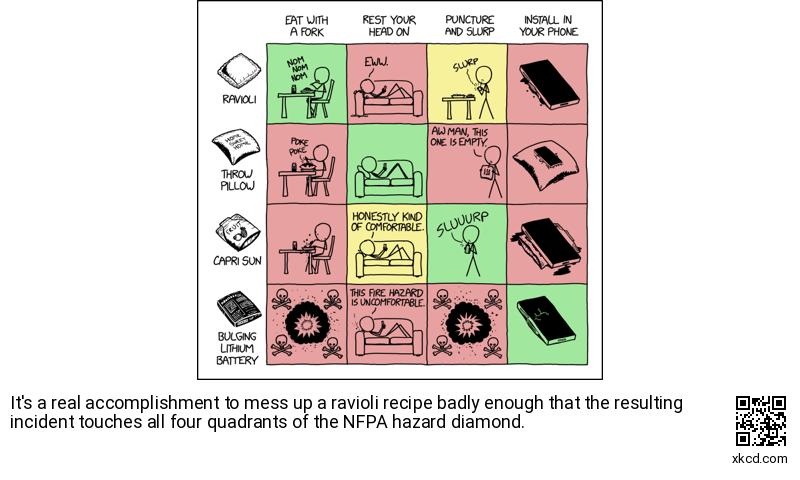 EAT WITH
A FORK
REST YOUR
HEAD ON
PUNCTURE
AND SLURP
INSTALL IN
YOUR PHONE
RAVIOLI
NOM
NOM
NOM
EWW.
SLURP
THROW
PILLOW
HOME
SWEET
HOME
POKE
POKE
AW MAN, THIS
ONE IS EMPTY.
CAPRI SUN
FRUIT
HONESTLY KIND
OF COMFORTABLE.
SLUUURP
BULGING
LITHIUM
BATTERY
THIS FIRE HAZARD
IS UNCOMFORTABLE.
It's a real accomplishment to mess up a ravioli recipe badly enough that the resulting
incident touches all four quadrants of the NFPA hazard diamond.
xkcd.com